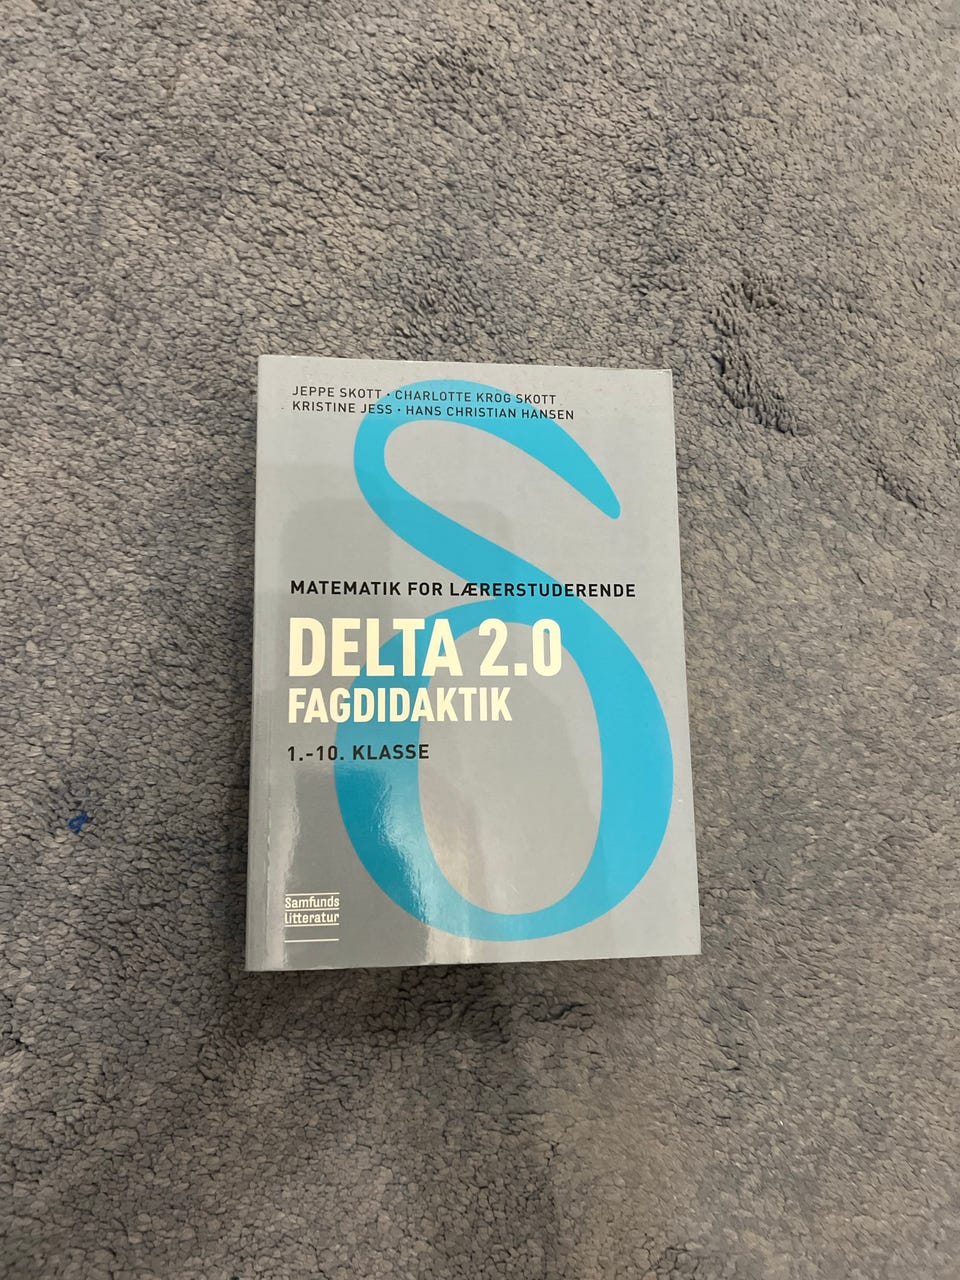 JEPPE SKOTT · CHARLOTTE KROG SKOTT
KRISTINE JESS · HANS CHRISTIAN HANSEN
MATEMATIK FOR LÆRERSTUDERENDE
DELTA 2.0
FAGDIDAKTIK
1.-10. KLASSE
Samfunds
litteratur